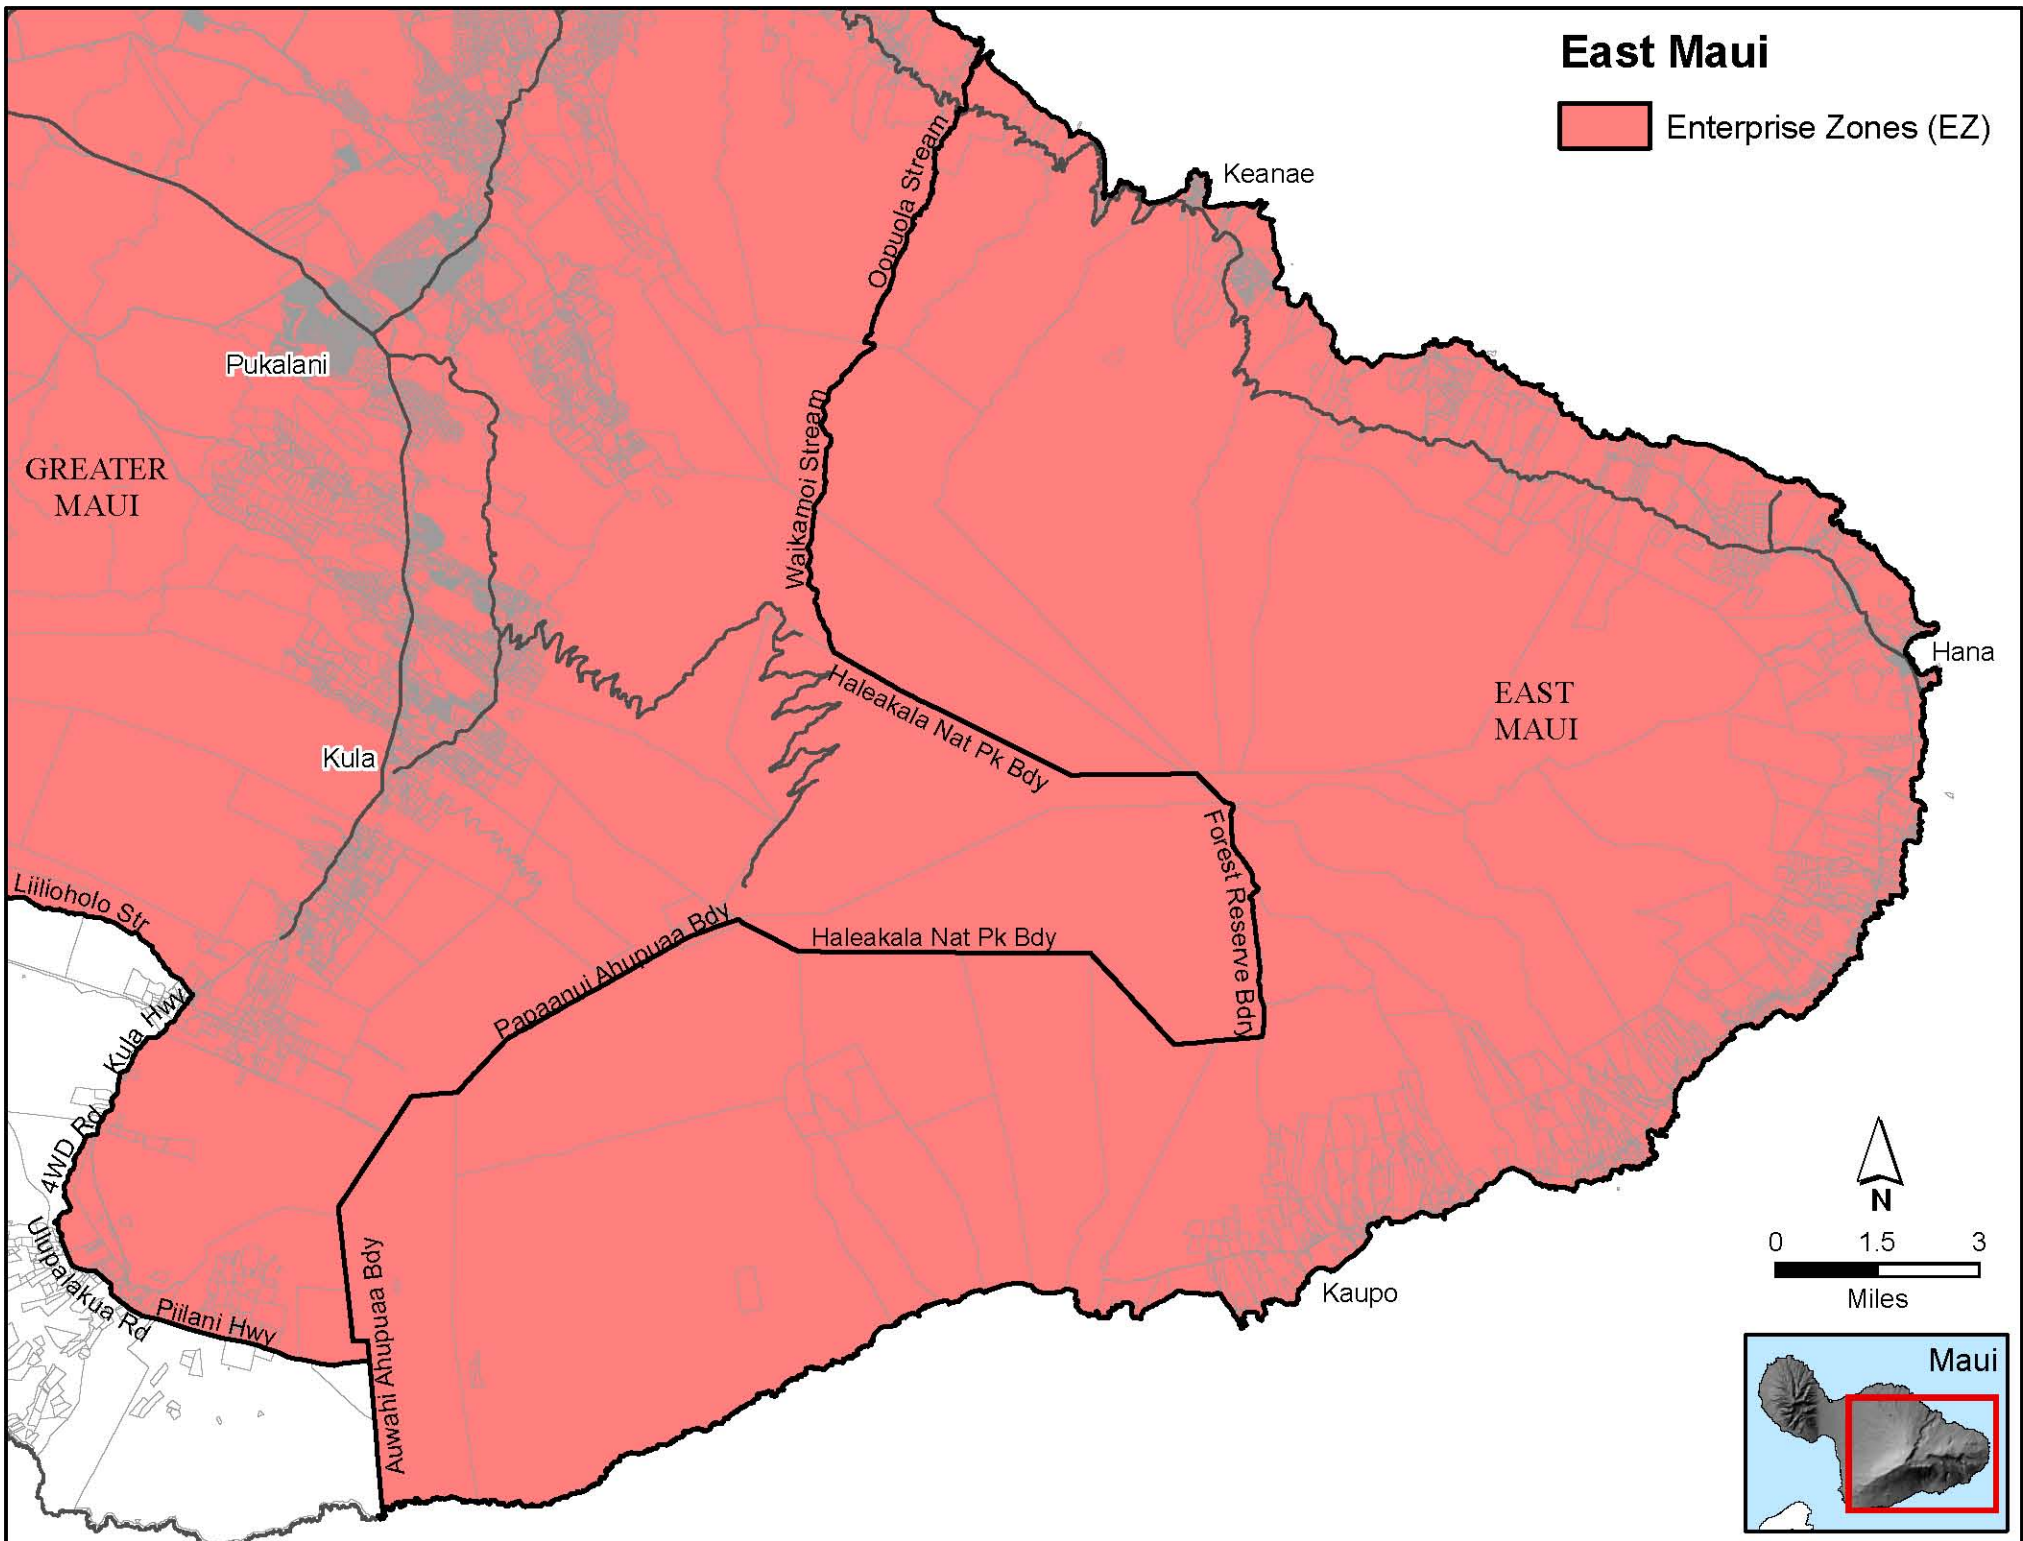 East Maui
Enterprise Zones (EZ)
Keanae
Oopuola Stream
Pukalani
Waikamoi Stream
GREATER
MAUI
Hana
Haleakala Nat Pk Bdy
EAST
MAUI
Kula
Forest Reserve Bdry
Liilioholo Str
Papaanui Ahupuaa Bdy
Haleakala Nat Pk Bdy
Kula Hwy
4WD Rd
Ulupalakua Rd
Piilani Hwy
Auwahi Ahupuaa Bdy
Kaupo
N
0 1.5 3
Miles
Maui